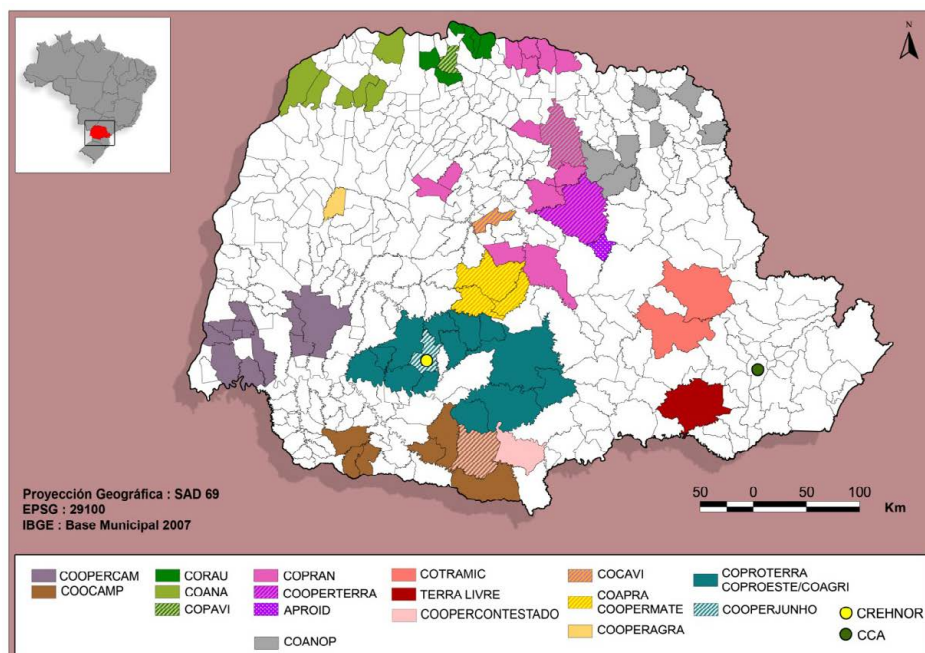 N
Proyección Geográfica : SAD 69
EPSG : 29100
IBGE : Base Municipal 2007
50 0 50 100
Km
COOPERCAM
COOCAMP
CORAU
COANA
COPAVI
COPRAN
COOPERTERRA
APROID
COANOP
COTRAMIC
TERRA LIVRE
COOPERCONTESTADO
COCAVI
COAPRA
COOPERMATE
COOPERAGRA
COPROTERRA
COPROESTE/COAGRI
COOPERJUNHO
CREHNOR
CCA